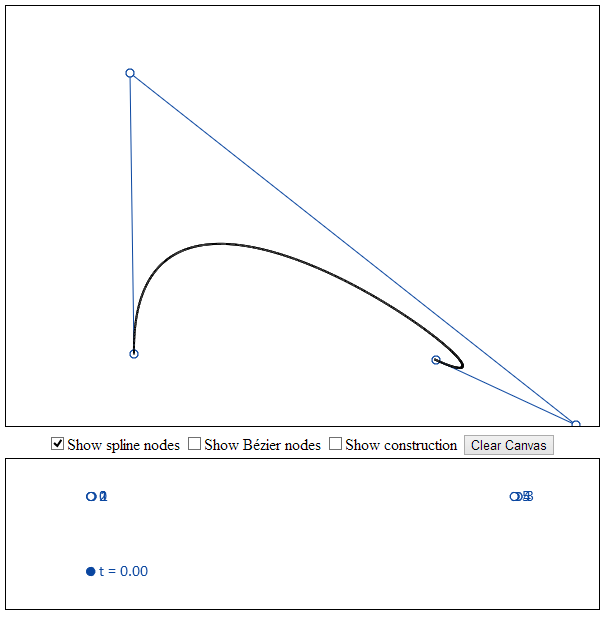 Show spline nodes Show Bézier nodes Show construction Clear Canvas
t = 0.00